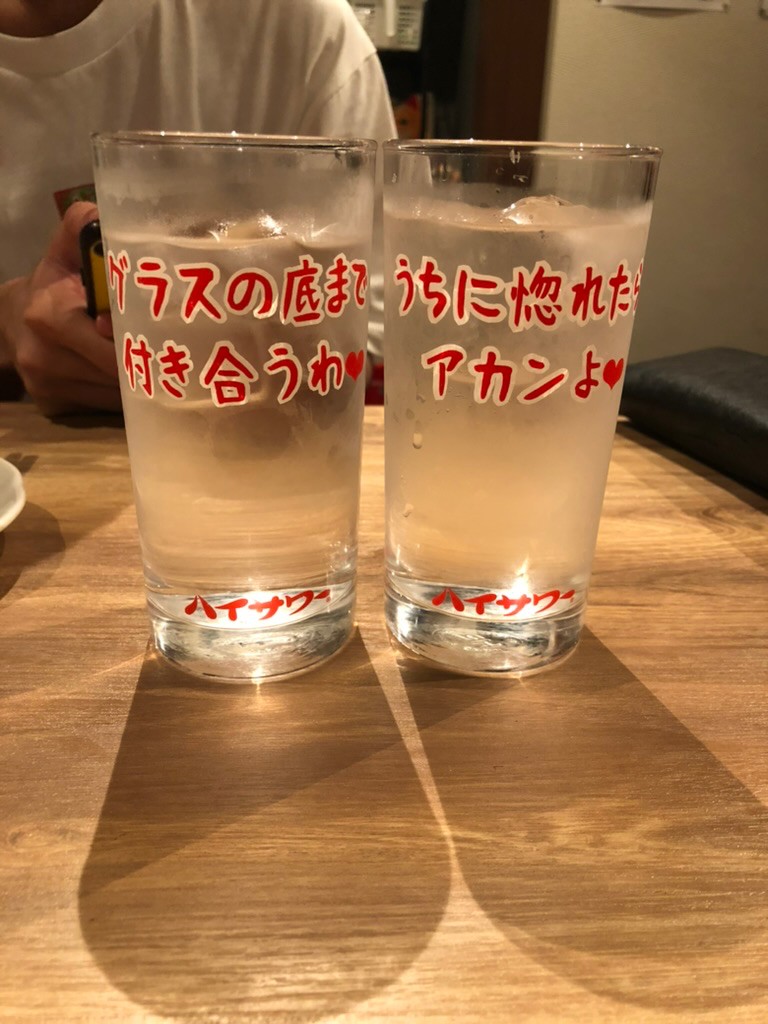 グラスの底まで
付き合うわ♥
ハイサワー
うちに惚れたら
アカンよ♥
ハイサワー